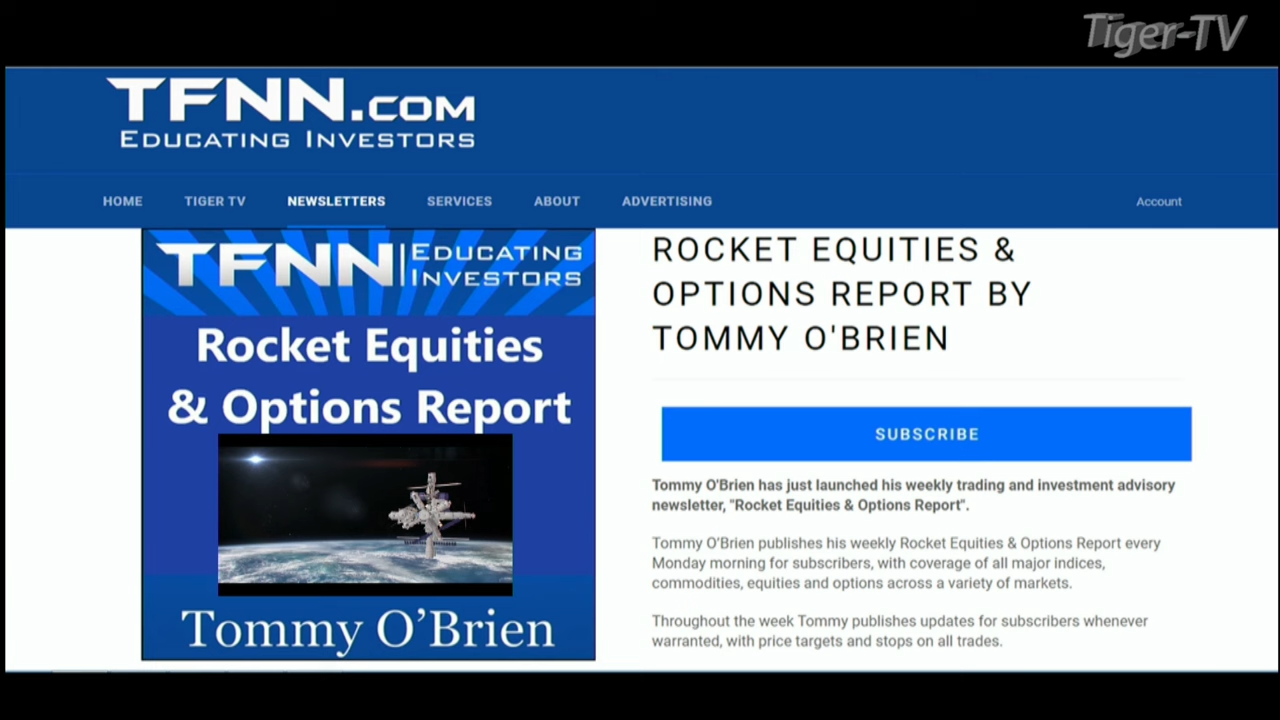 Tiger-TV
TFNN.COM
EDUCATING INVESTORS
HOME TIGER TV NEWSLETTERS SERVICES ABOUT ADVERTISING Account
TFNN EDUCATING
INVESTORS
Rocket Equities
& Options Report
Tommy O’Brien
ROCKET EQUITIES &
OPTIONS REPORT BY
TOMMY O'BRIEN
SUBSCRIBE
Tommy O'Brien has just launched his weekly trading and investment advisory
newsletter, "Rocket Equities & Options Report".
Tommy O’Brien publishes his weekly Rocket Equities & Options Report every
Monday morning for subscribers, with coverage of all major indices,
commodities, equities and options across a variety of markets.
Throughout the week Tommy publishes updates for subscribers whenever
warranted, with price targets and stops on all trades.